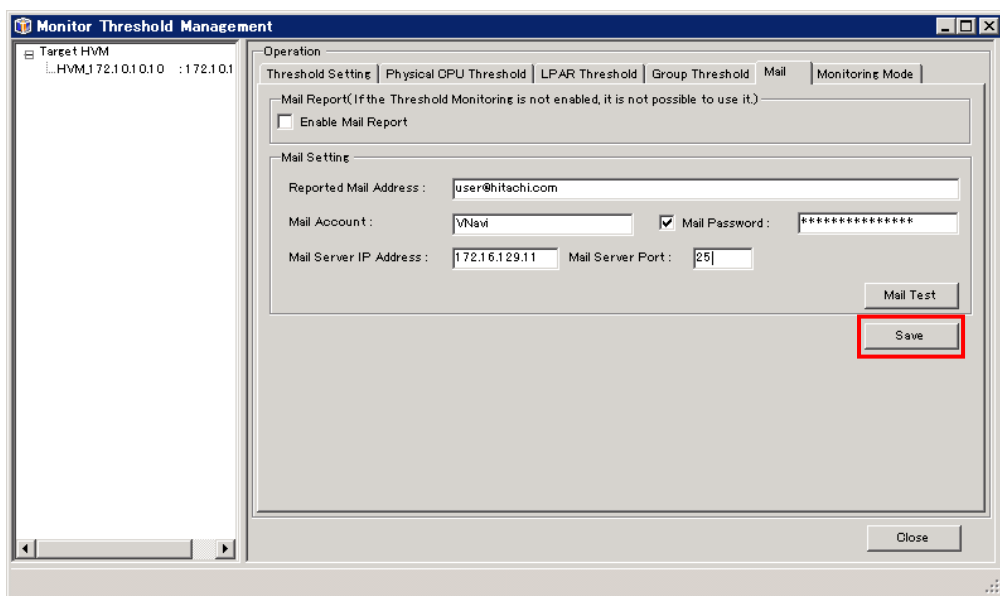 Monitor Threshold Management
Target HVM
HVM_172.10.10.10 :172.10.1
Operation
Threshold Setting Physical CPU Threshold LPAR Threshold Group Threshold Mail Monitoring Mode
Mail Report(If the Threshold Monitoring is not enabled, it is not possible to use it.)
Enable Mail Report
Mail Setting
Reported Mail Address : user@hitachi.com
Mail Account : VNavi Mail Password : ***************
Mail Server IP Address : 172.16.129.11 Mail Server Port : 25
Mail Test
Save
Close